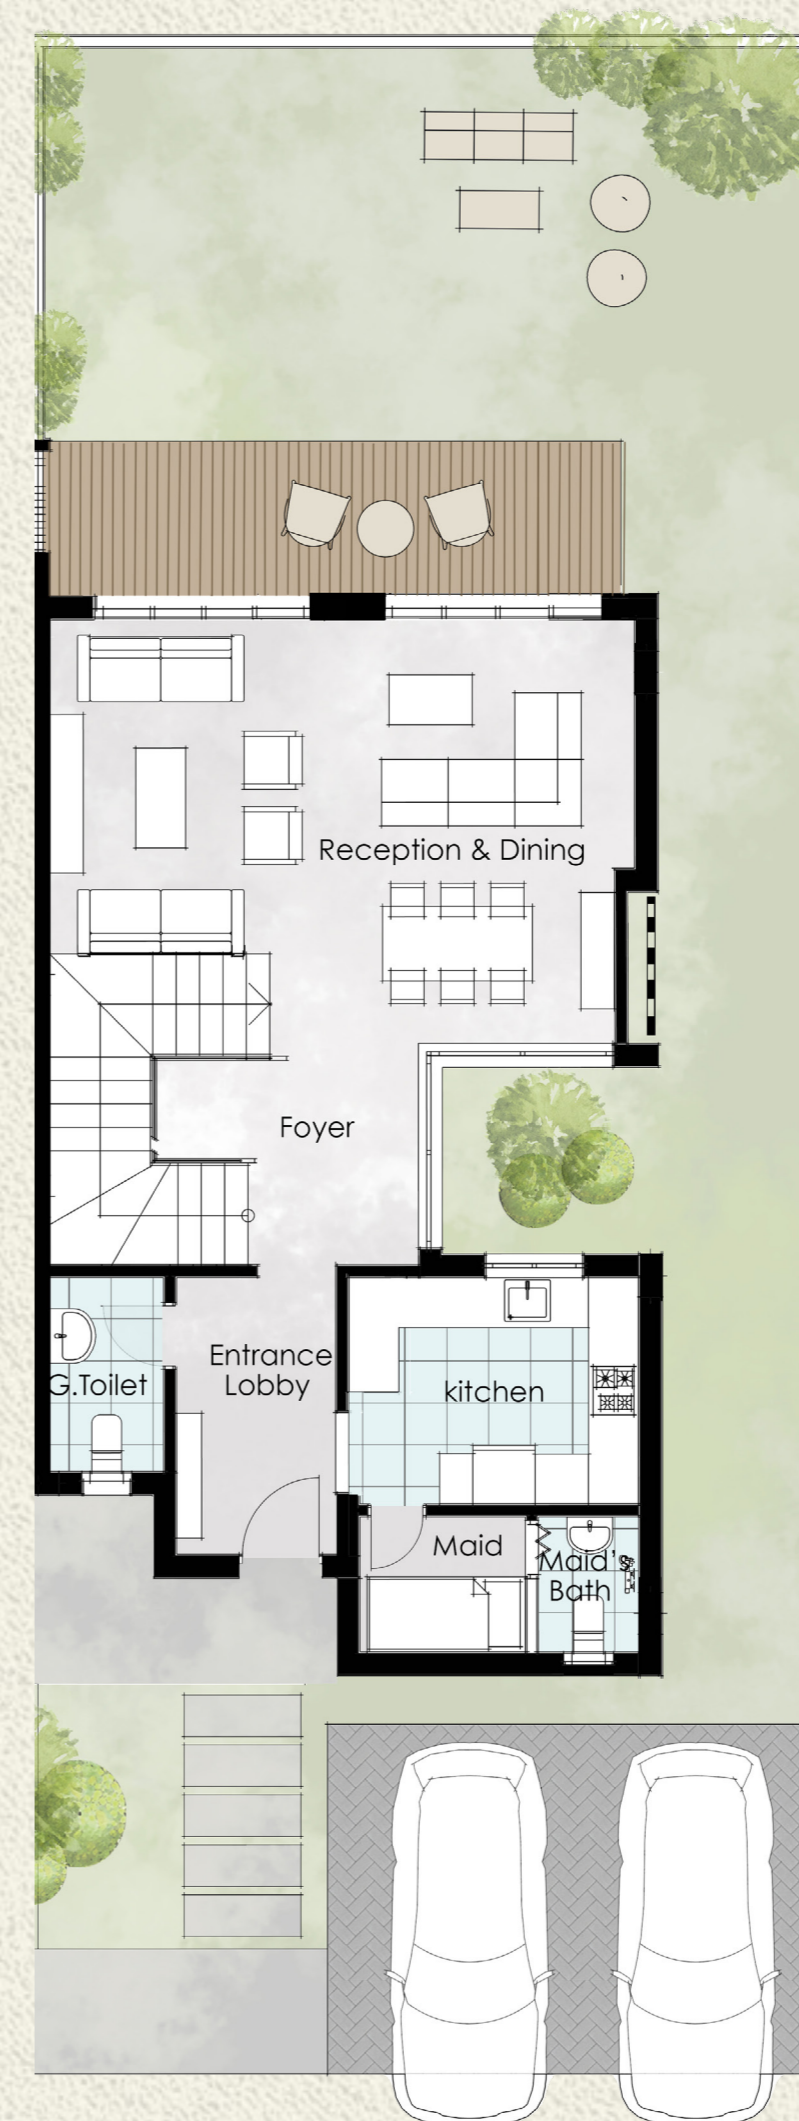 Reception & Dining
Foyer
Entrance
Lobby
G.Toilet
kitchen
Maid
Maid's
Bath